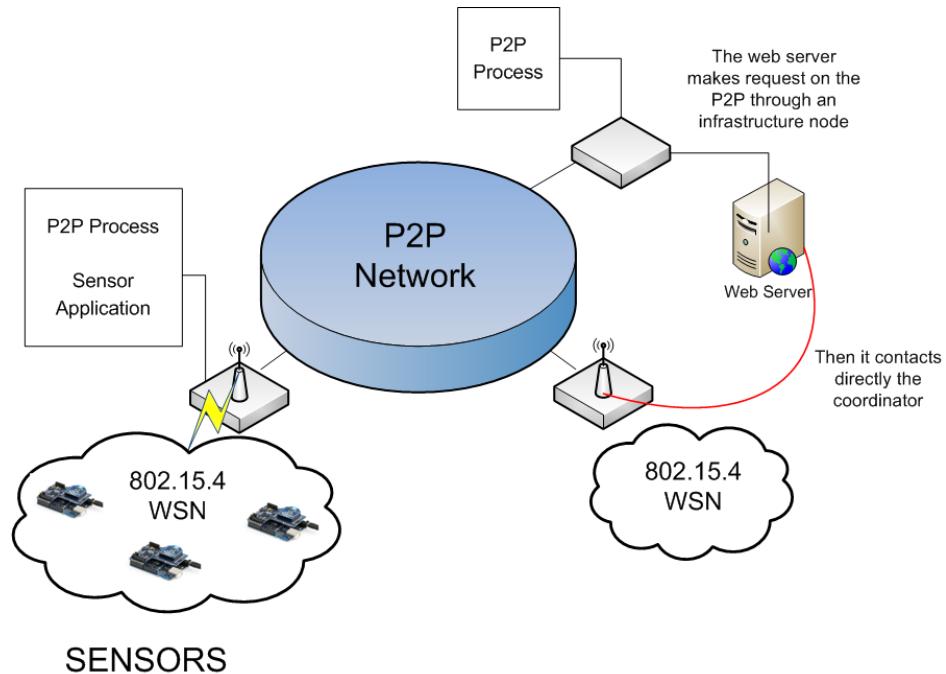 P2P
Process
The web server
makes request on the
P2P through an
infrastructure node
P2P Process
Sensor
Application
P2P
Network
Web Server
Then it contacts
directly the
coordinator
802.15.4
WSN
802.15.4
WSN
SENSORS